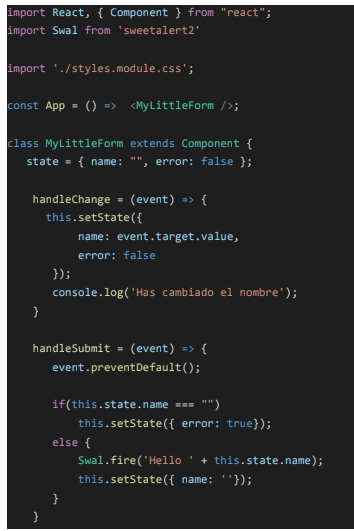 import React, { Component } from "react";
import Swal from 'sweetalert2'
import './styles.module.css';
const App = () =>  <MyLittleForm />;
class MyLittleForm extends Component {
state = { name: "", error: false };
handleChange = (event) => {
this.setState({
name: event.target.value,
error: false
});
console.log('Has cambiado el nombre');
}
handleSubmit = (event) => {
event.preventDefault();
if(this.state.name === "")
this.setState({ error: true});
else {
Swal.fire('Hello ' + this.state.name);
this.setState({ name: ''});
}
}